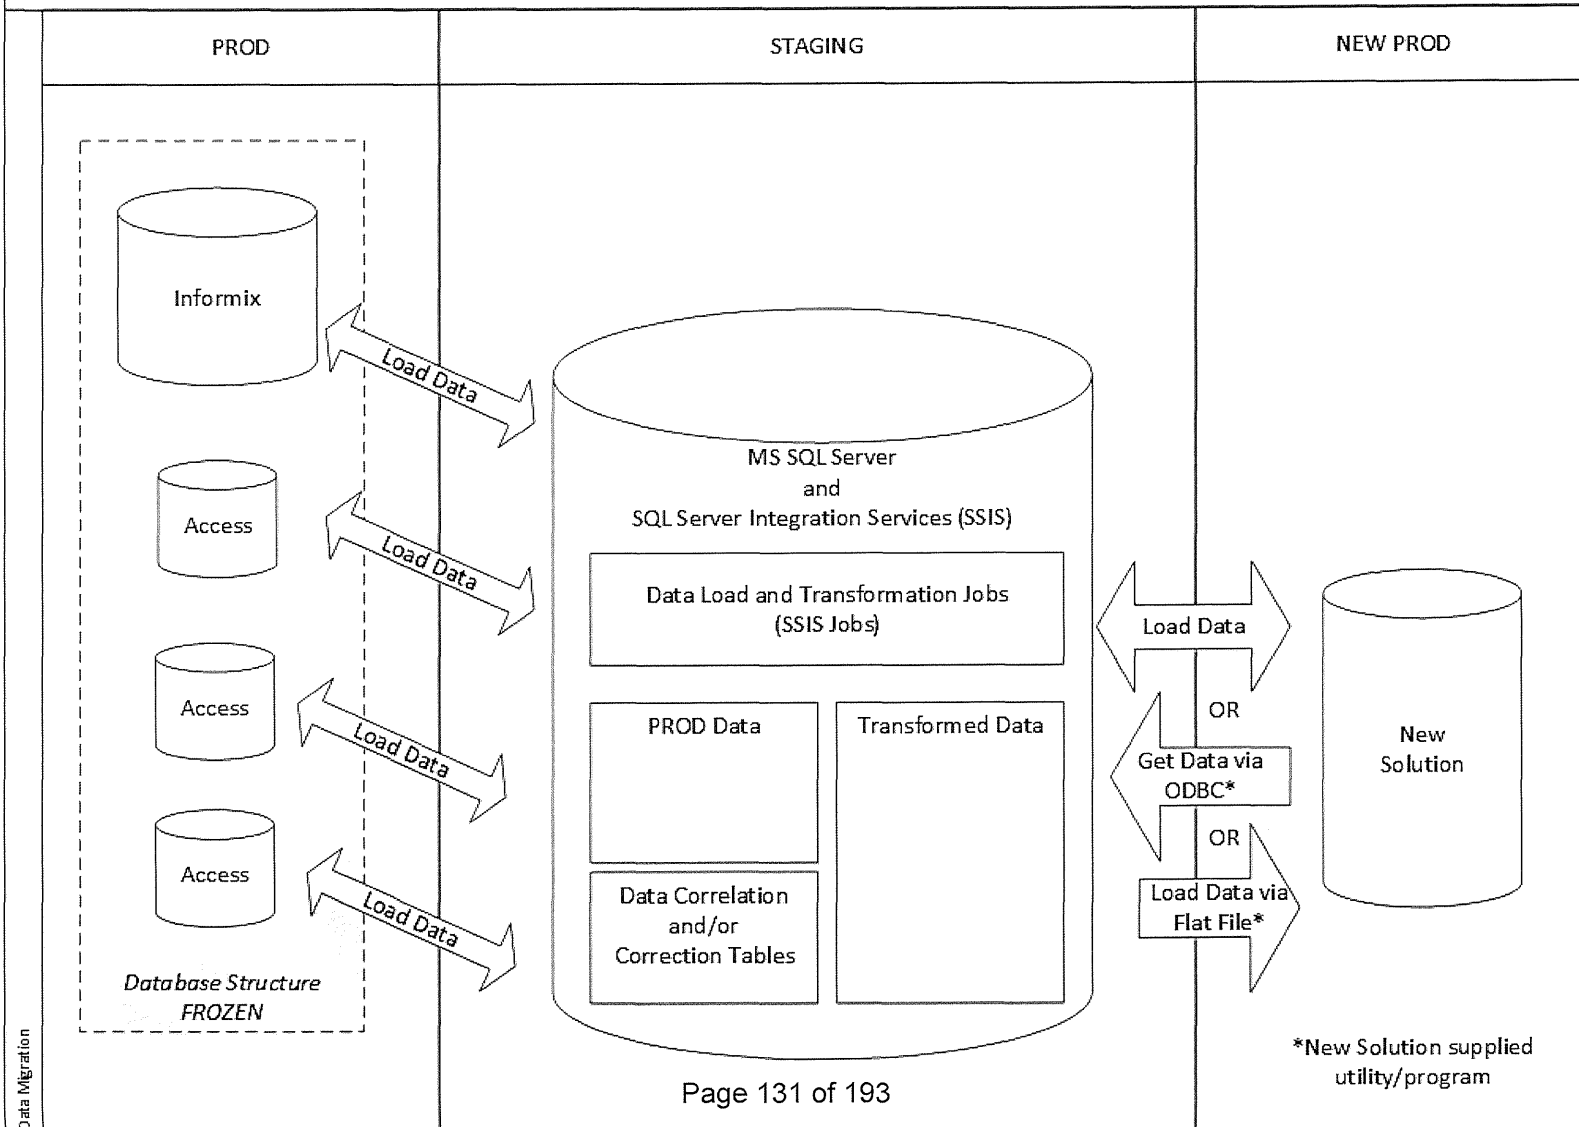 PROD
STAGING
NEW PROD
Informix
Access
Access
Access
Database Structure
FROZEN
Load Data
Load Data
Load Data
Load Data
MS SQL Server
and
SQL Server Integration Services (SSIS)
Data Load and Transformation Jobs
(SSIS Jobs)
PROD Data
Transformed Data
Data Correlation
and/or
Correction Tables
Load Data
OR
Get Data via
ODBC*
OR
Load Data via
Flat File*
New
Solution
*New Solution supplied
utility/program
Data Migration
Page 131 of 193